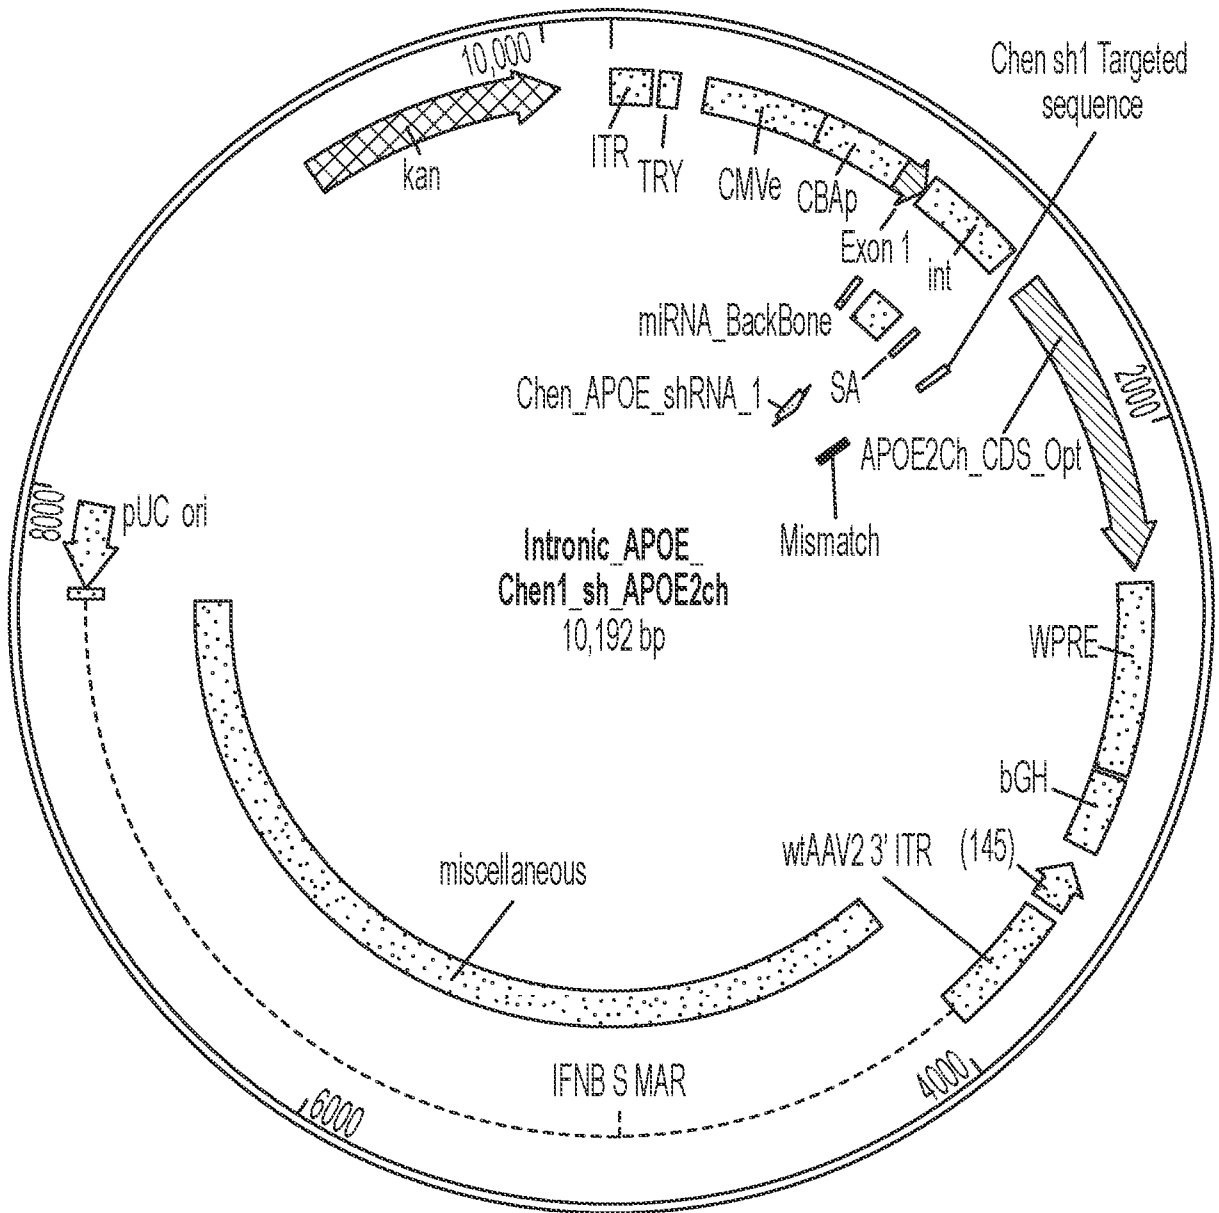 10,000
Chen sh1 Targeted
sequence
ITR
TRY
kan
CMVe
CBAp
Exon 1
int
miRNA_BackBone
Chen_APOE_shRNA_1
SA
2000
APOE2Ch_CDS_Opt
8000
pUC ori
Mismatch
Intronic_APOE_
Chen1_sh_APOE2ch
10,192 bp
WPRE
bGH
wtAAV2 3' ITR (145)
miscellaneous
IFNB S MAR
4000
6000